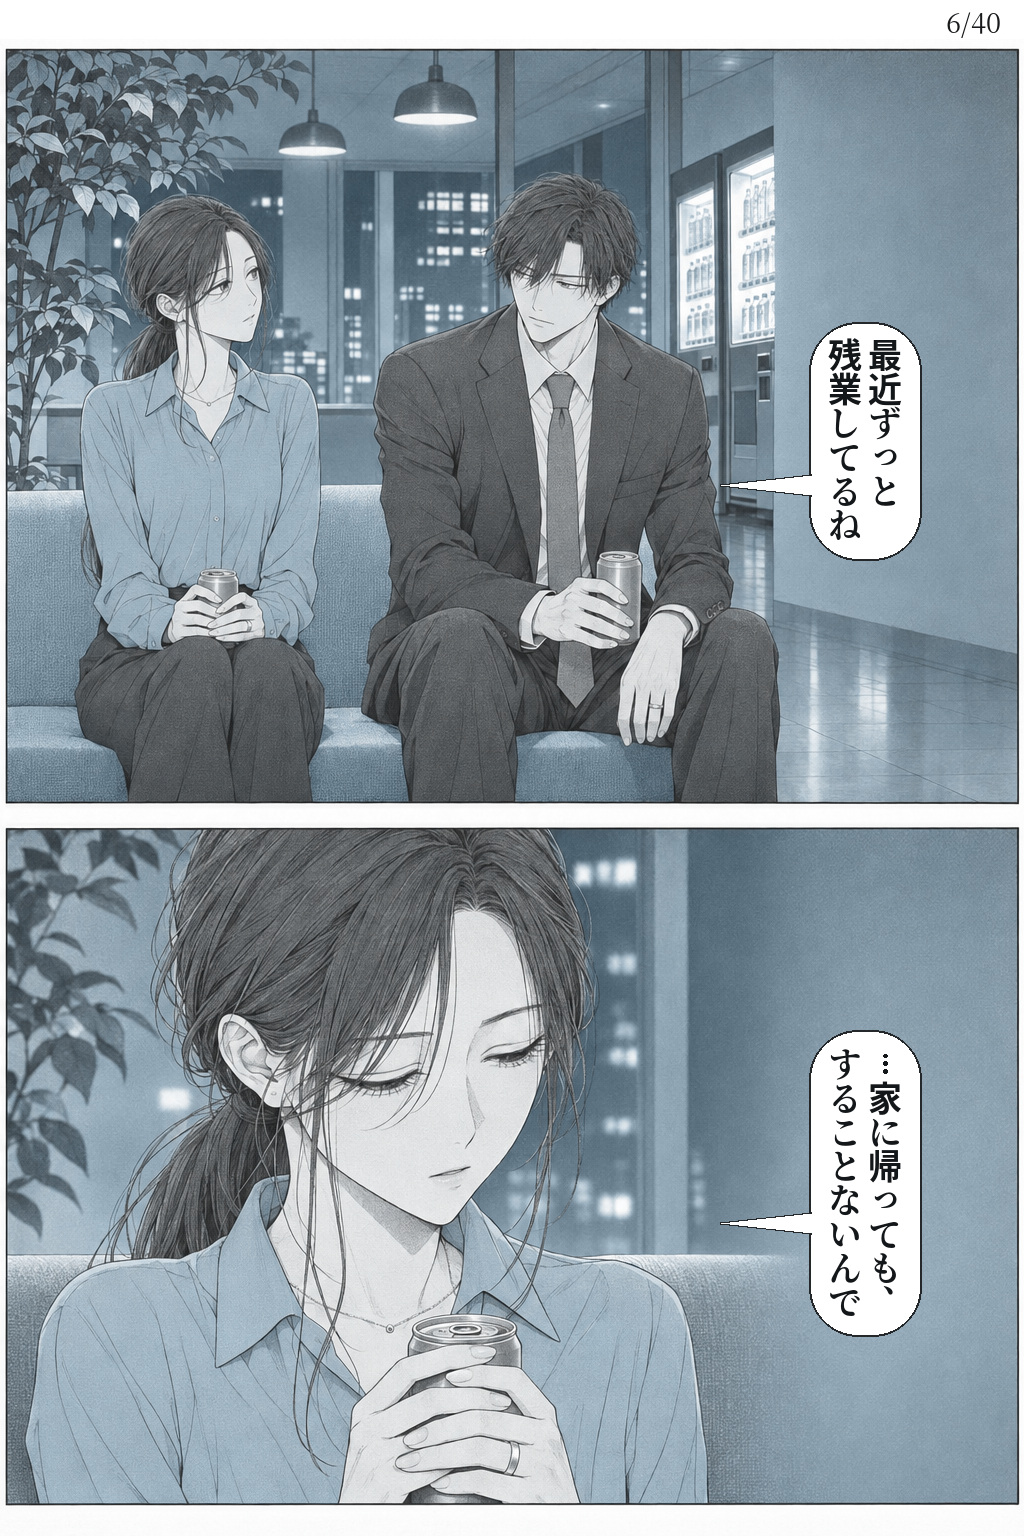 6/40
最近ずっと
残業してるね
…家に帰っても、
することないんで